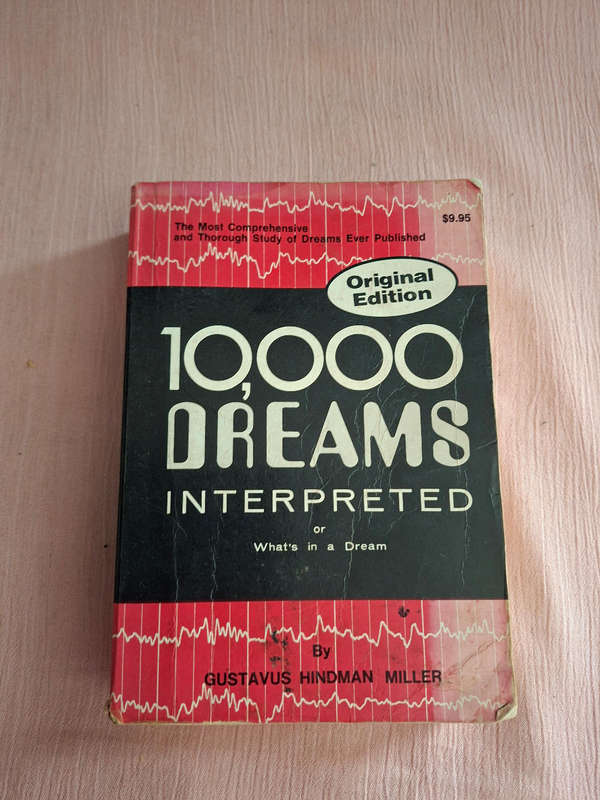 The Most Comprehensive
and Thorough Study of Dreams Ever Published
$9.95
Original
Edition
10,000
DREAMS
INTERPRETED
or
What's in a Dream
By
GUSTAVUS HINDMAN MILLER